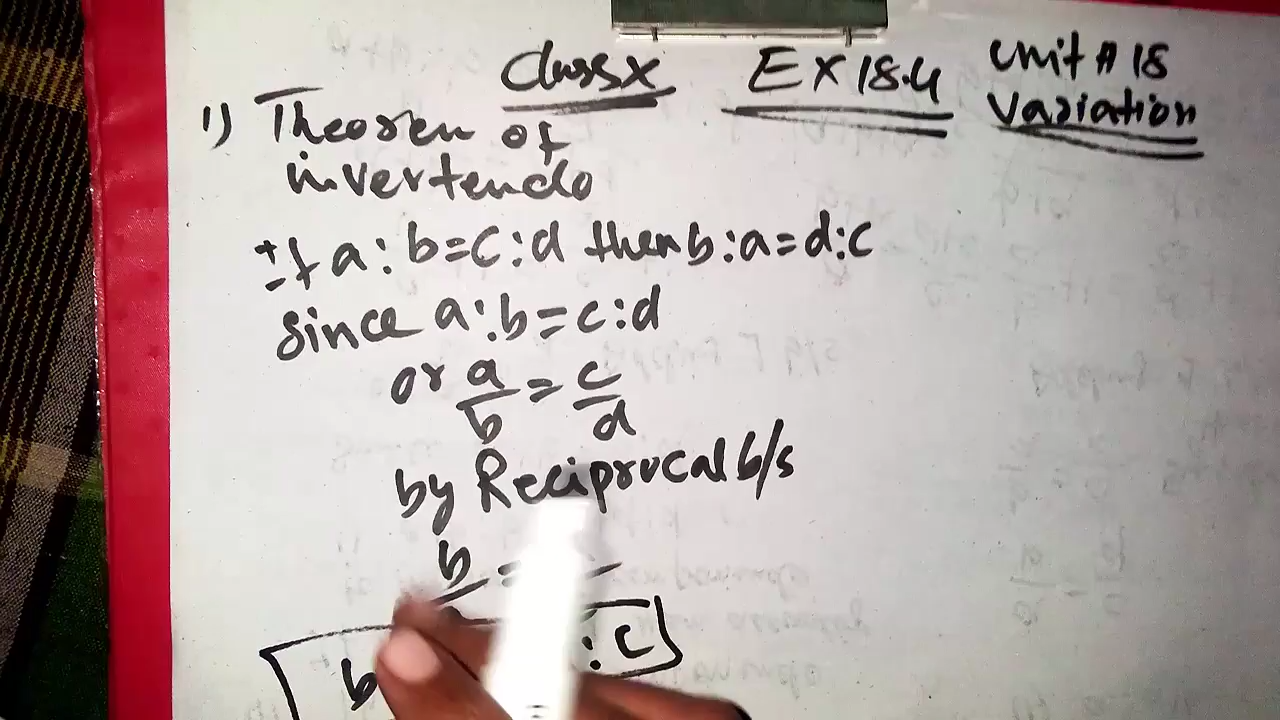 Class X Ex 18.4 Unit # 18
Variation
1) Theorem of
invertendo
If a : b = c : d then b : a = d : c
since a : b = c : d
or a/b = c/d
by Reciprocal b/s
b =
b : c